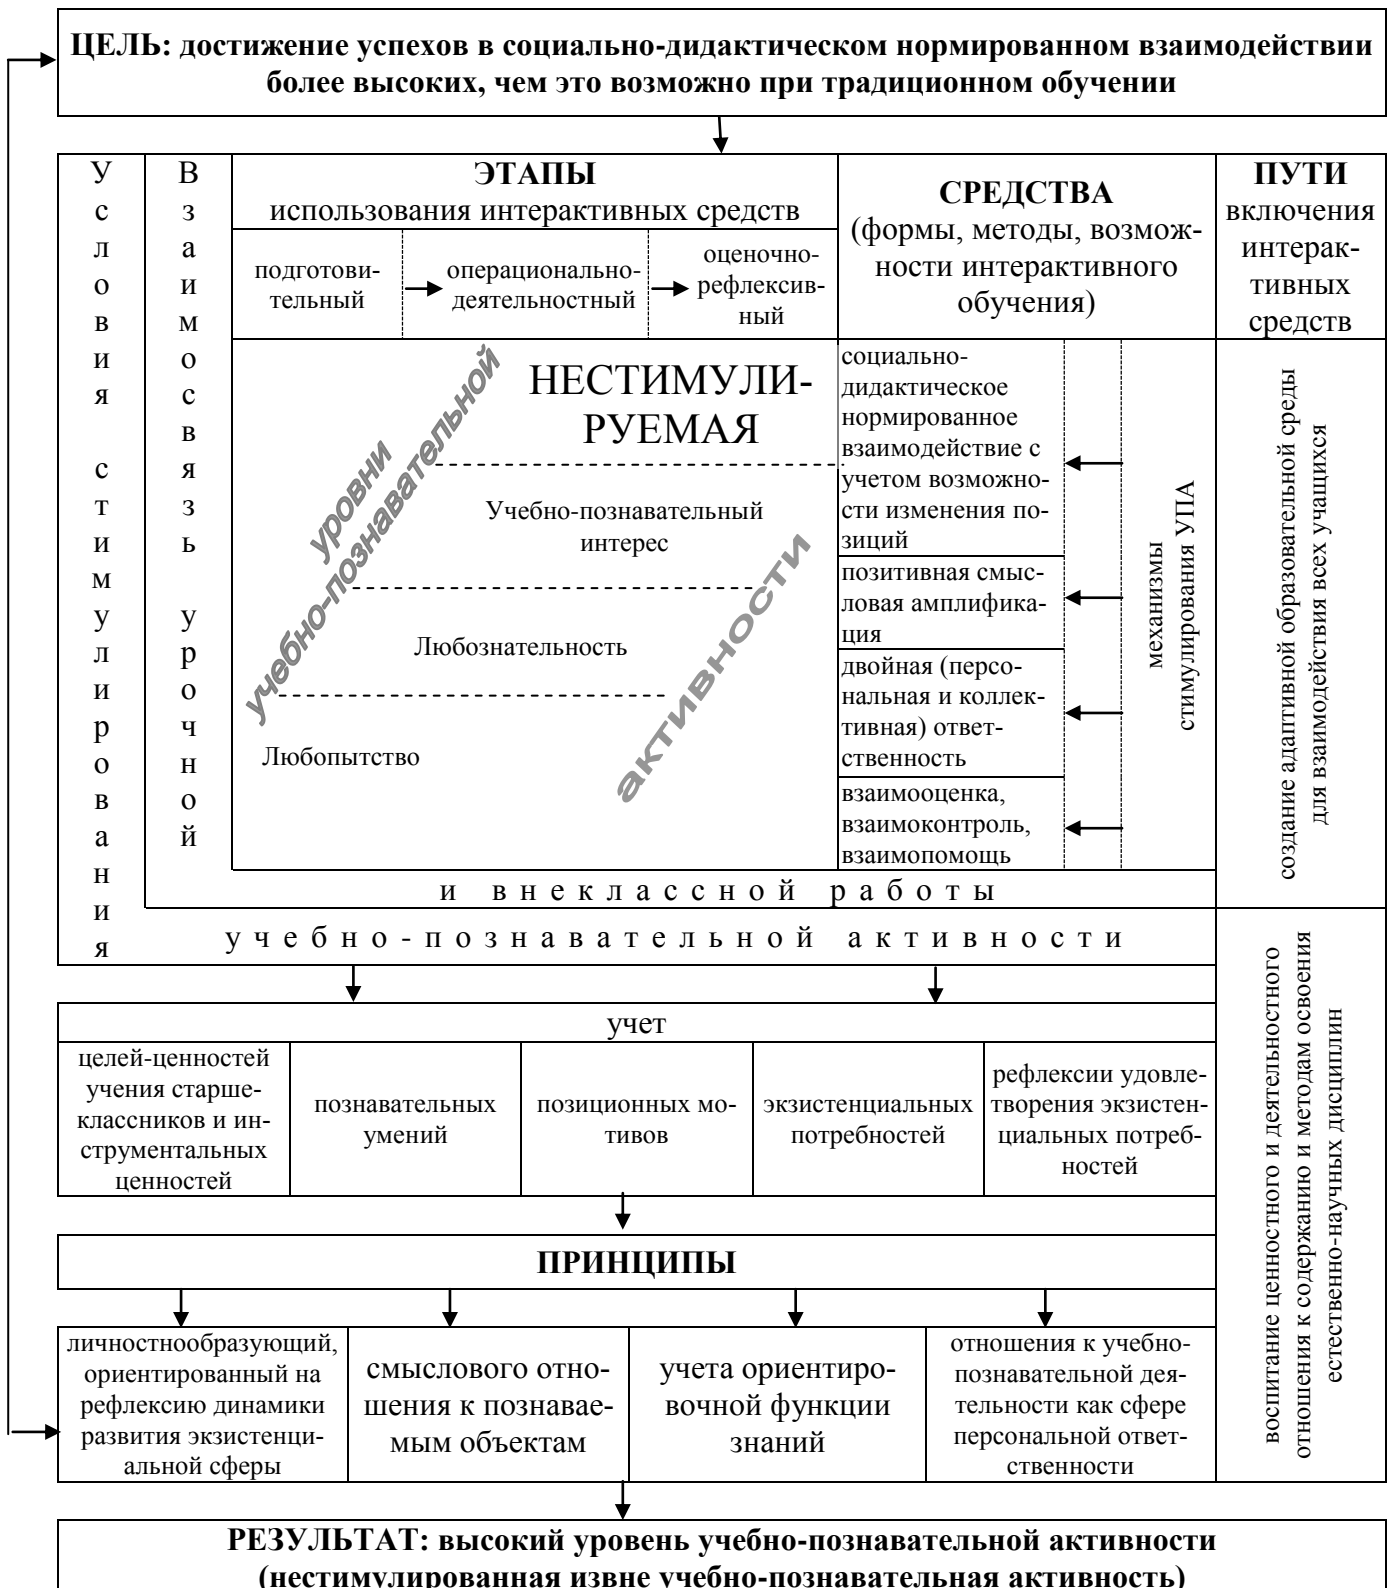 ЦЕЛЬ: достижение успехов в социально-дидактическом нормированном взаимодействии
более высоких, чем это возможно при традиционном обучении
Условия стимулирования
Взаимосвязь урочной
ЭТАПЫ
использования интерактивных средств
подготови-
тельный
операционально-
деятельностный
оценочно-
рефлексив-
ный
СРЕДСТВА
(формы, методы, возмож-
ности интерактивного
обучения)
ПУТИ
включения
интерак-
тивных
средств
уровни
учебно-познавательной
активности
НЕСТИМУЛИ-
РУЕМАЯ
Учебно-познавательный
интерес
Любознательность
Любопытство
социально-
дидактическое
нормированное
взаимодействие с
учетом возможно-
сти изменения по-
зиций
позитивная смыс-
ловая амплифика-
ция
двойная (персо-
нальная и коллек-
тивная) ответ-
ственность
взаимооценка,
взаимоконтроль,
взаимопомощь
механизмы
стимулирования УПА
создание адаптивной образовательной среды
для взаимодействия всех учащихся
и внеклассной работы
учебно-познавательной активности
воспитание ценностного и деятельностного
отношения к содержанию и методам освоения
естественно-научных дисциплин
учет
целей-ценностей
учения старше-
классников и ин-
струментальных
ценностей
познавательных
умений
позиционных мо-
тивов
экзистенциальных
потребностей
рефлексии удовле-
творения экзистен-
циальных потреб-
ностей
ПРИНЦИПЫ
личностнообразующий,
ориентированный на
рефлексию динамики
развития экзистенци-
альной сферы
смыслового отно-
шения к познавае-
мым объектам
учета ориентиро-
вочной функции
знаний
отношения к учебно-
познавательной дея-
тельности как сфере
персональной ответ-
ственности
РЕЗУЛЬТАТ: высокий уровень учебно-познавательной активности
(нестимулированная извне учебно-познавательная активность)